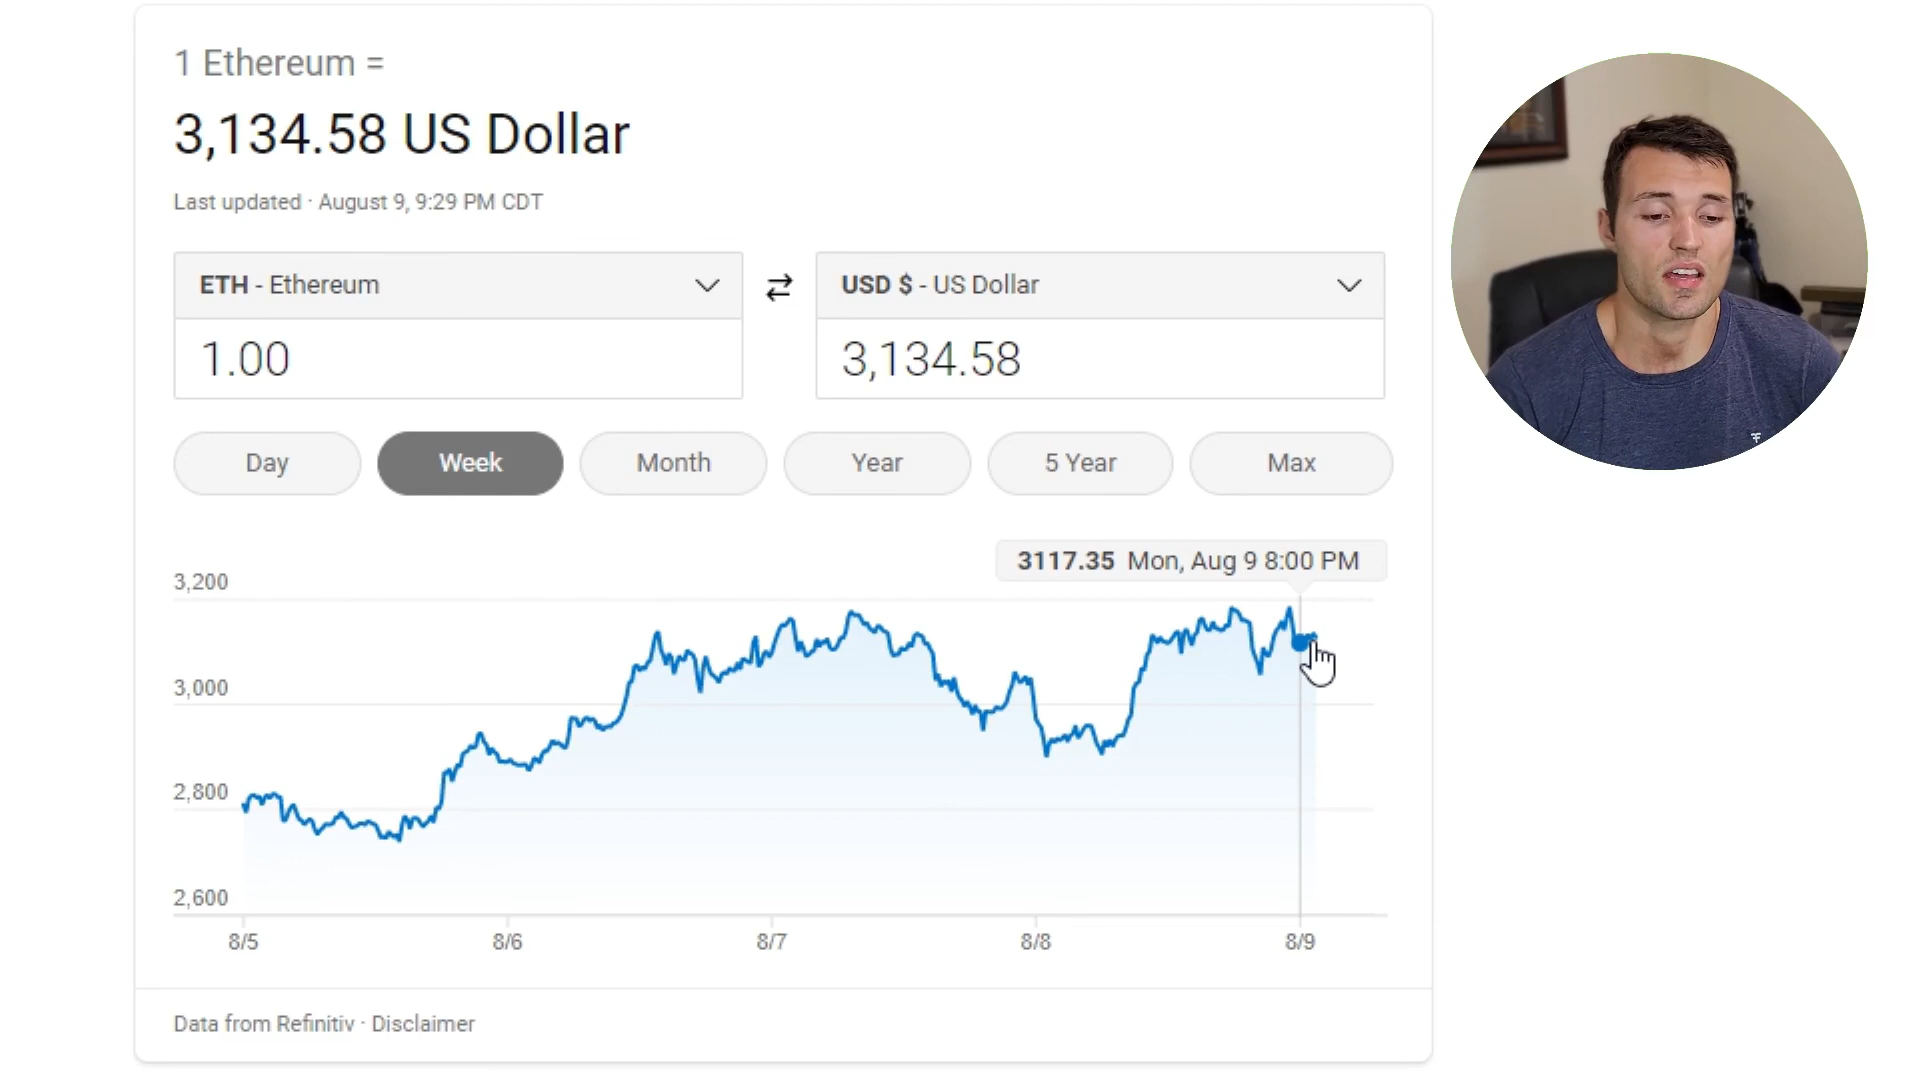 1 Ethereum =
3,134.58 US Dollar
Last updated · August 9, 9:29 PM CDT
ETH - Ethereum
USD $ - US Dollar
1.00
3,134.58
Day
Week
Month
Year
5 Year
Max
3117.35 Mon, Aug 9 8:00 PM
3,200
3,000
2,800
2,600
8/5
8/6
8/7
8/8
8/9
Data from Refinitiv · Disclaimer